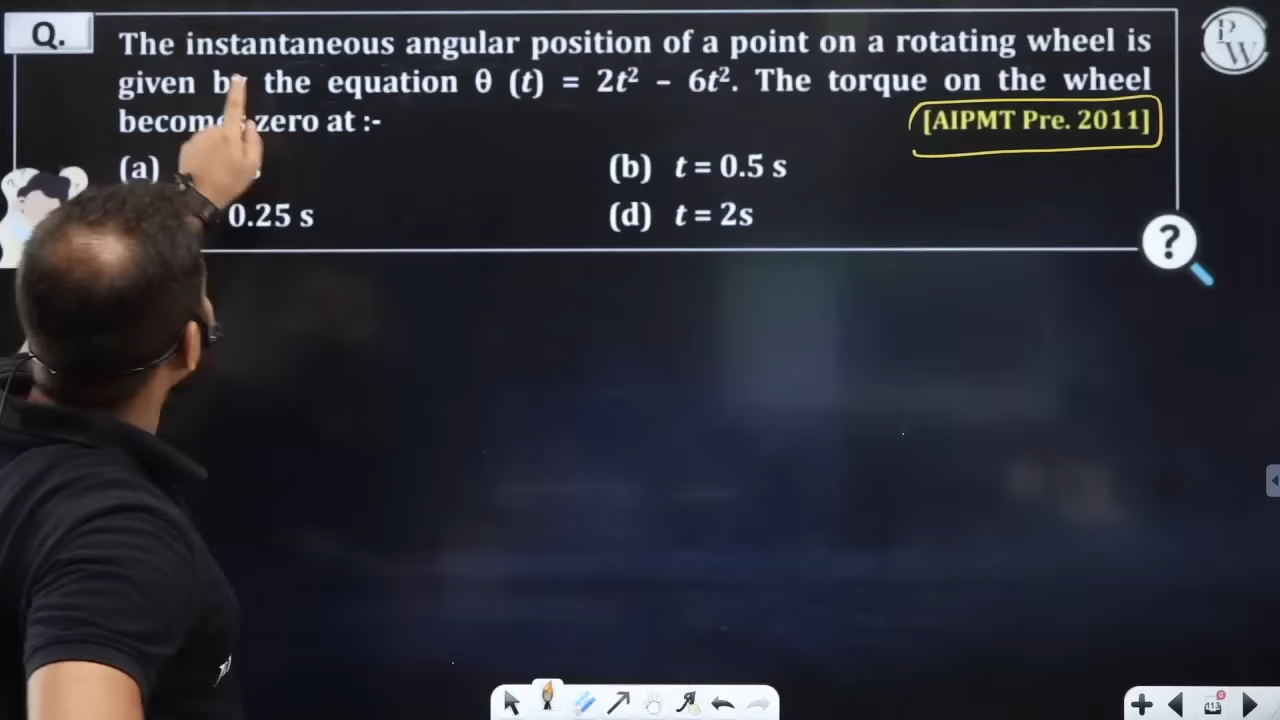 Q.
The instantaneous angular position of a point on a rotating wheel is
given the equation θ (t) = 2t² – 6t². The torque on the wheel
zero at :-
[AIPMT Pre. 2011]
(a)
(b) t = 0.5 s
0.25 s
(d) t = 2s
?
P
W
+
113